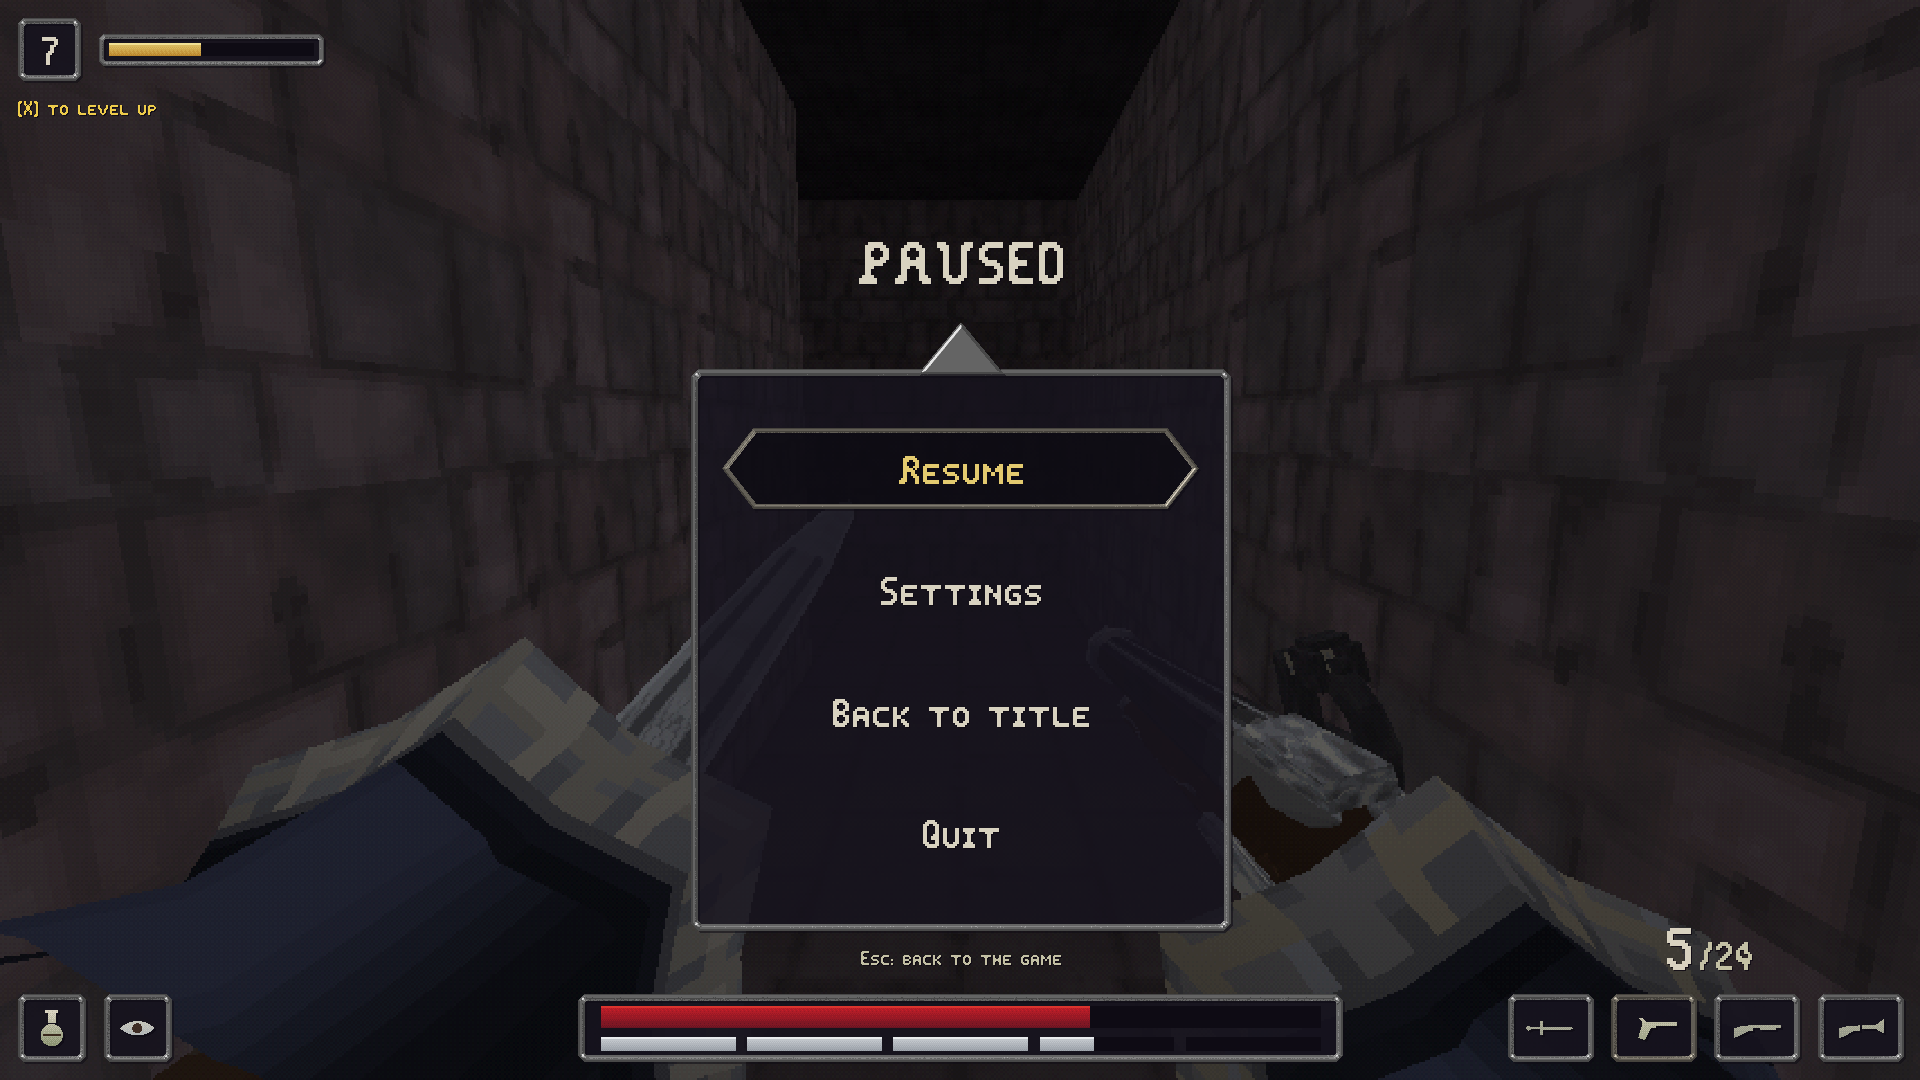 7
[X] TO LEVEL UP
PAUSED
RESUME
SETTINGS
BACK TO TITLE
QUIT
ESC: BACK TO THE GAME
5/24